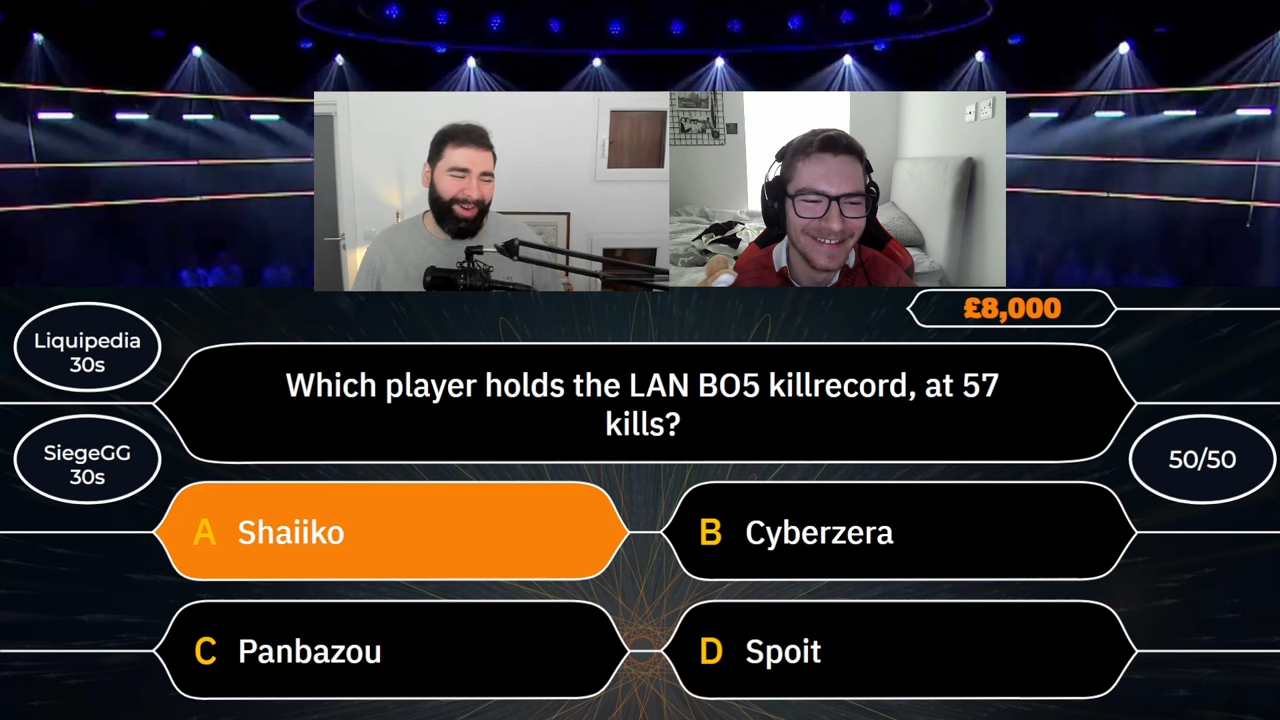 £8,000
Liquipedia
30s
Which player holds the LAN BO5 killrecord, at 57
kills?
SiegeGG
30s
50/50
A Shaiiko
B Cyberzera
C Panbazou
D Spoit